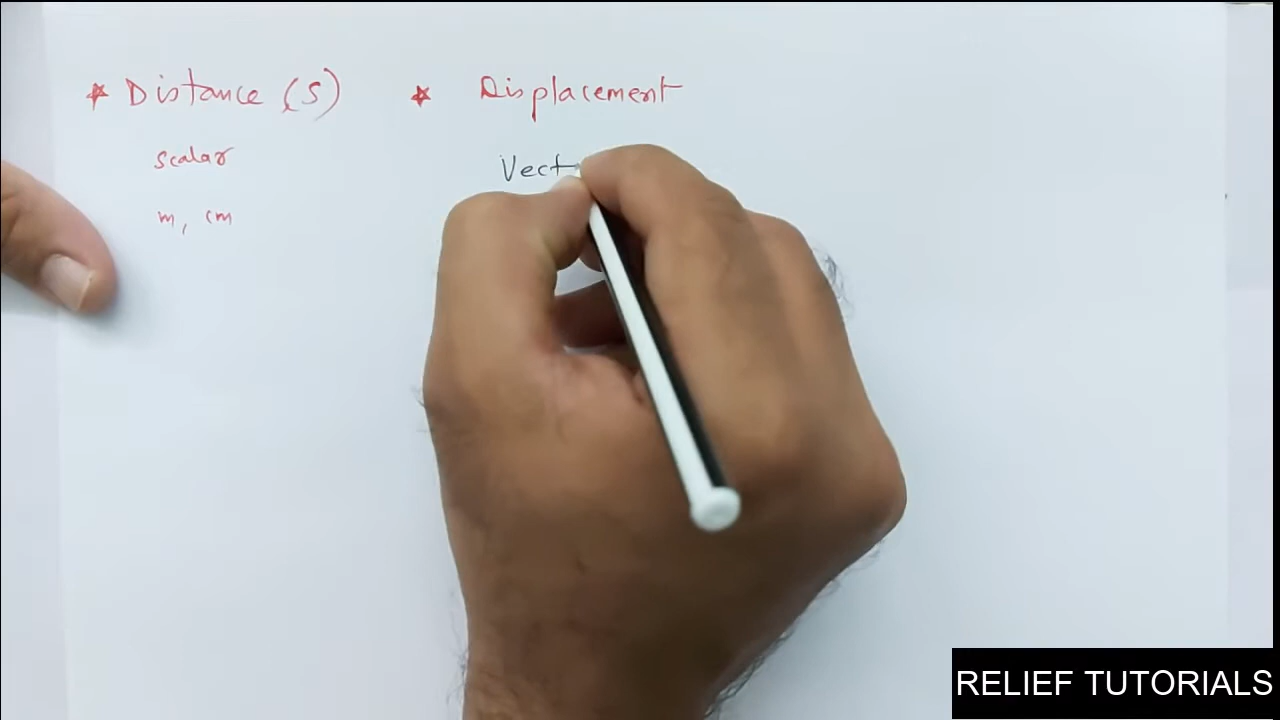 * Distance (S) * Displacement
scalar Vect
m, cm
RELIEF TUTORIALS